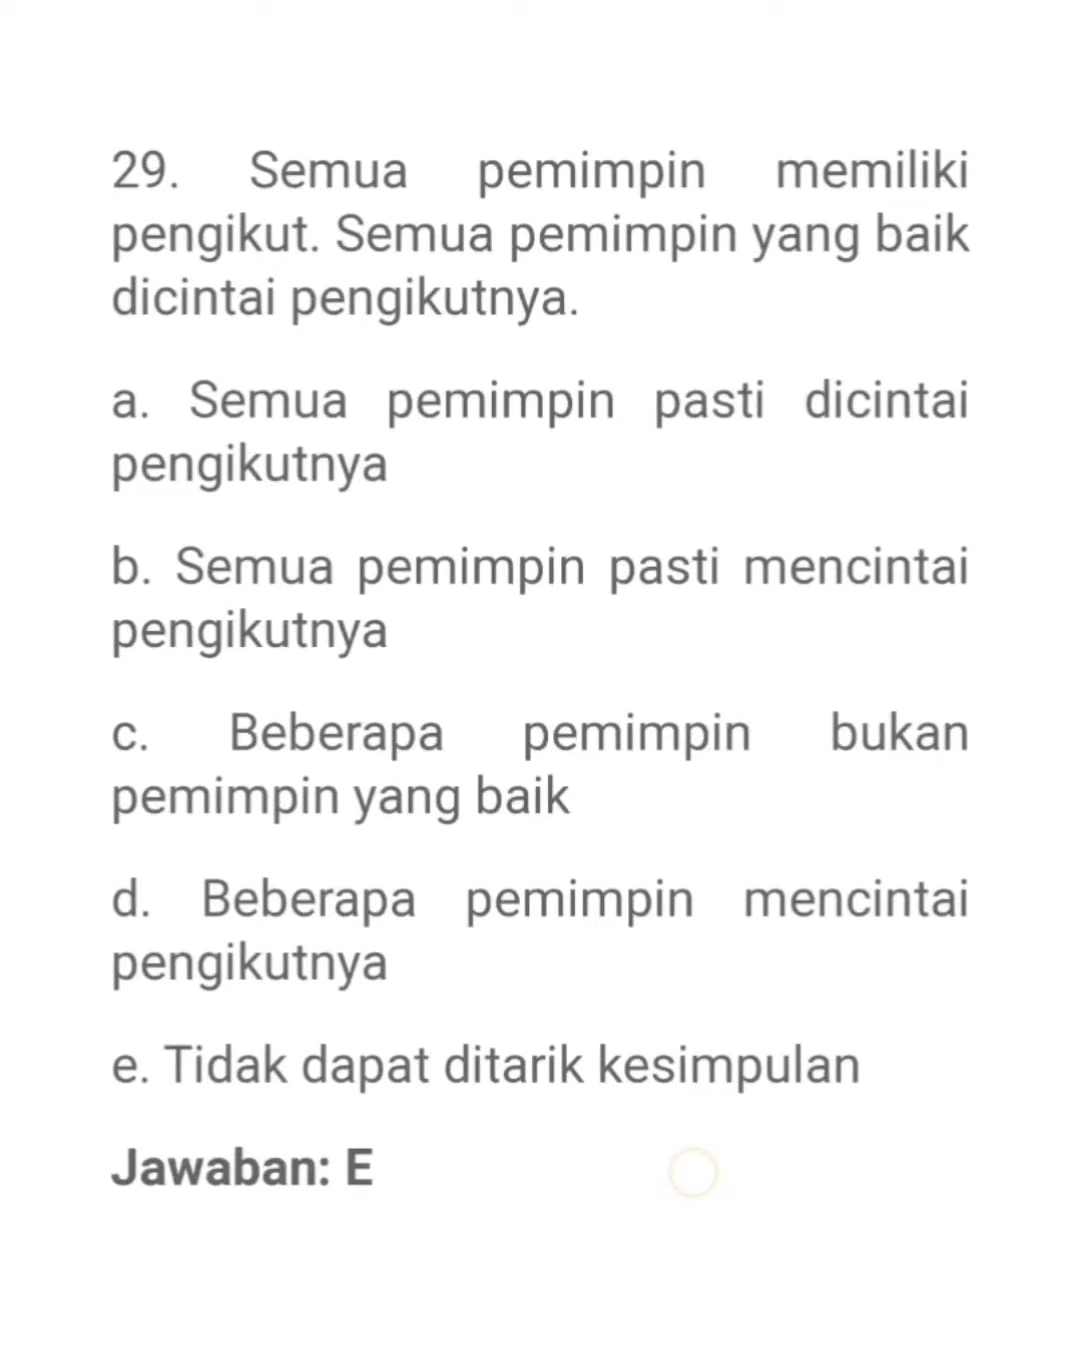 29. Semua pemimpin memiliki
pengikut. Semua pemimpin yang baik
dicintai pengikutnya.
a. Semua pemimpin pasti dicintai
pengikutnya
b. Semua pemimpin pasti mencintai
pengikutnya
c. Beberapa pemimpin bukan
pemimpin yang baik
d. Beberapa pemimpin mencintai
pengikutnya
e. Tidak dapat ditarik kesimpulan
Jawaban: E